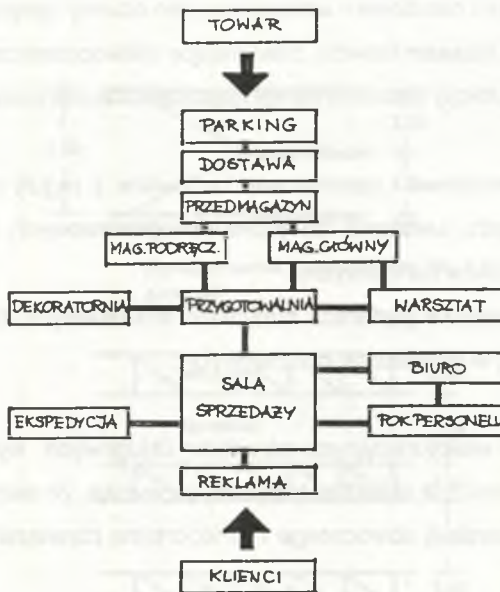 TOWAR
PARKING
DOSTAWA
PRZEDMAGAZYN
MAG.PODRĘCZ.
MAG.GŁÓWNY
DEKORATORNIA
PRZYGOTOWALNIA
WARSZTAT
SALA
SPRZEDAŻY
BIURO
EKSPEDYCJA
POK.PERSONELU
REKLAMA
KLIENCI